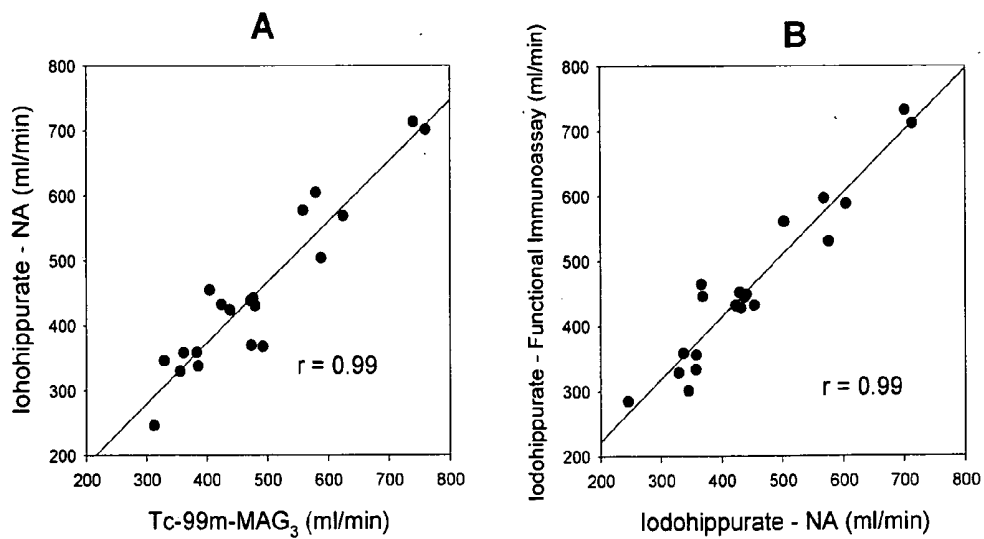 A
Iohohippurate - NA (ml/min)
800
700
600
500
400
300
200
200 300 400 500 600 700 800
r = 0.99
Tc-99m-MAG₃ (ml/min)
B
Iodohippurate - Functional Immunoassay (ml/min)
800
700
600
500
400
300
200
200 300 400 500 600 700 800
r = 0.99
Iodohippurate - NA (ml/min)